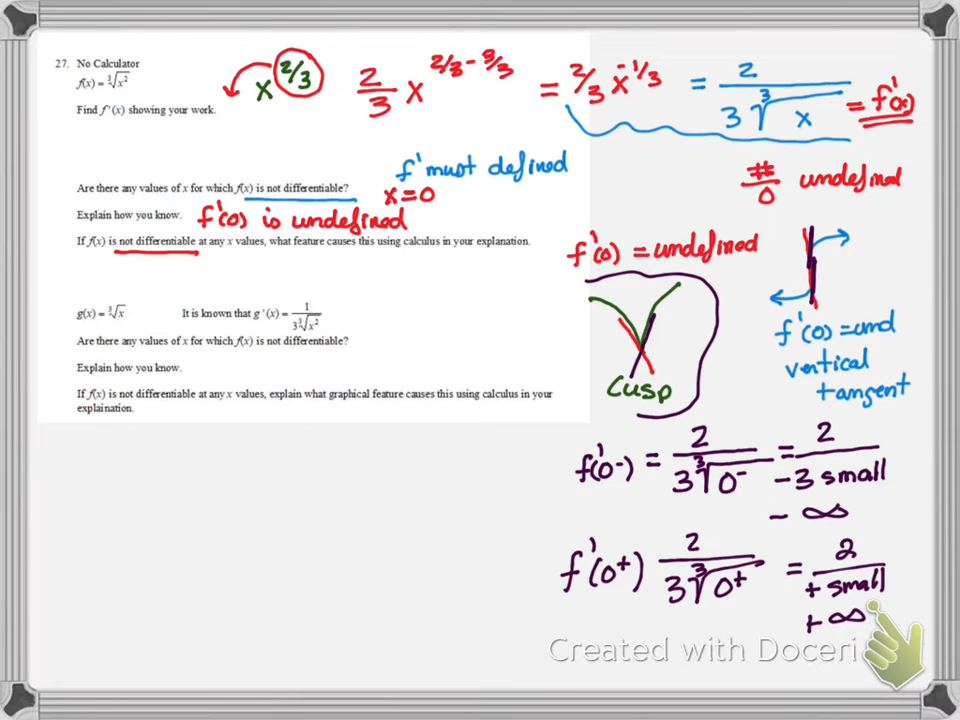 27. No Calculator
f(x) = ∛x²
Find f '(x) showing your work.
x^(2/3) 2/3 x^(2/3 - 3/3) = 2/3 x^(-1/3) = 2/(3∛x) = f'(x)
f' must defined
Are there any values of x for which f(x) is not differentiable?
x=0
#/0 undefined
Explain how you know.
f'(0) is undefined
If f(x) is not differentiable at any x values, what feature causes this using calculus in your explanation.
f'(0) = undefined
g(x) = ∛x It is known that g '(x) = 1/(3∛x²)
Are there any values of x for which f(x) is not differentiable?
Explain how you know.
If f(x) is not differentiable at any x values, explain what graphical feature causes this using calculus in your
explaination.
Cusp
f'(0) = und
vertical
tangent
f'(0-) = 2/(3∛0-) = 2/(-3 small)
- ∞
f'(0+) 2/(3∛0+) = 2/(+ small)
+ ∞
Created with Doceri